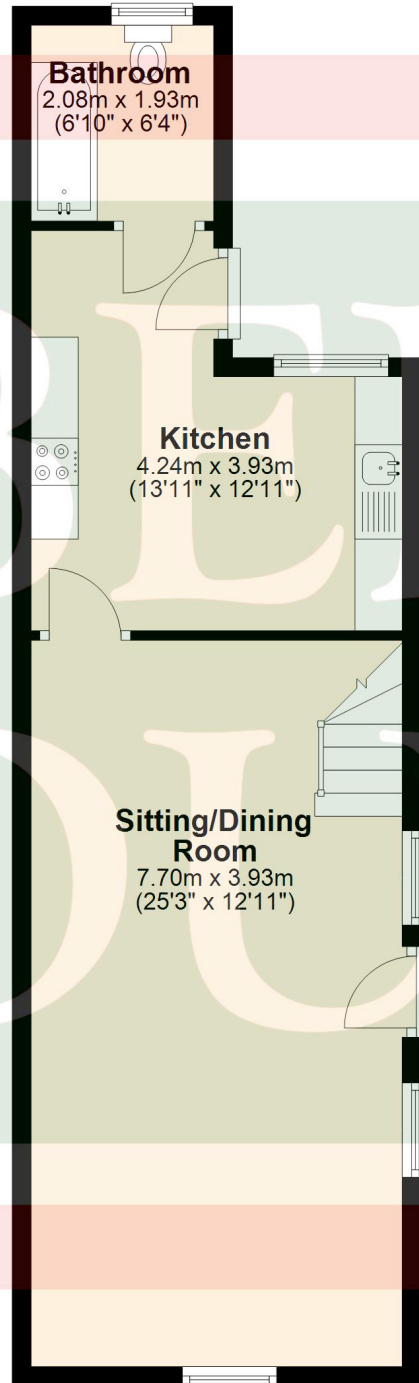 Bathroom
2.08m x 1.93m
(6'10" x 6'4")
Kitchen
4.24m x 3.93m
(13'11" x 12'11")
Sitting/Dining
Room
7.70m x 3.93m
(25'3" x 12'11")